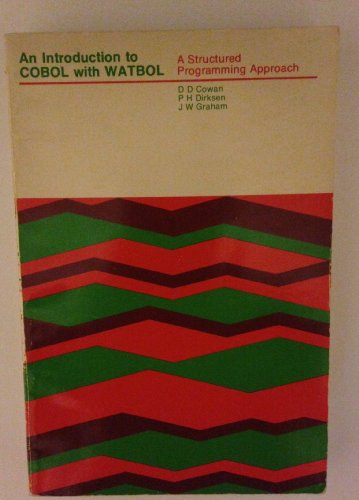 An Introduction to
COBOL with WATBOL
A Structured
Programming Approach
D D Cowan
P H Dirksen
J W Graham